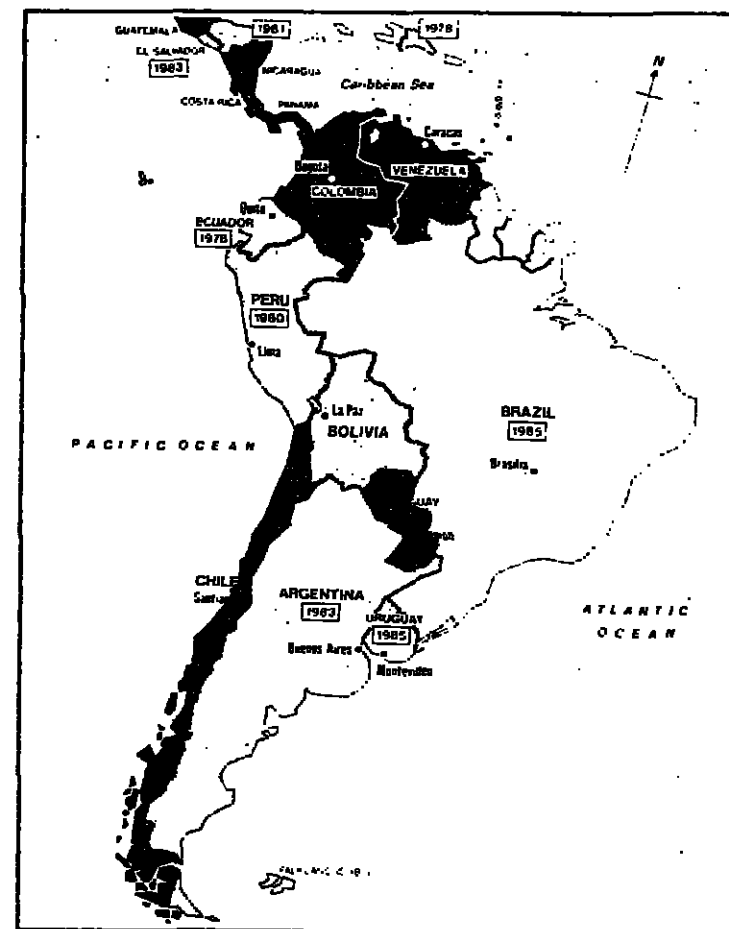 GUATEMALA
1981
1978
EL SALVADOR
1983
NICARAGUA
Caribbean Sea
N
COSTA RICA
PANAMA
Caracas
Bogota
VENEZUELA
COLOMBIA
Quito
ECUADOR
1978
PERU
1980
Lima
La Paz
BOLIVIA
BRAZIL
1985
Brasilia
PACIFIC OCEAN
UAY
CHILE
Santiago
ARGENTINA
1983
URUGUAY
1985
ATLANTIC
OCEAN
Buenos Aires
Montevideo